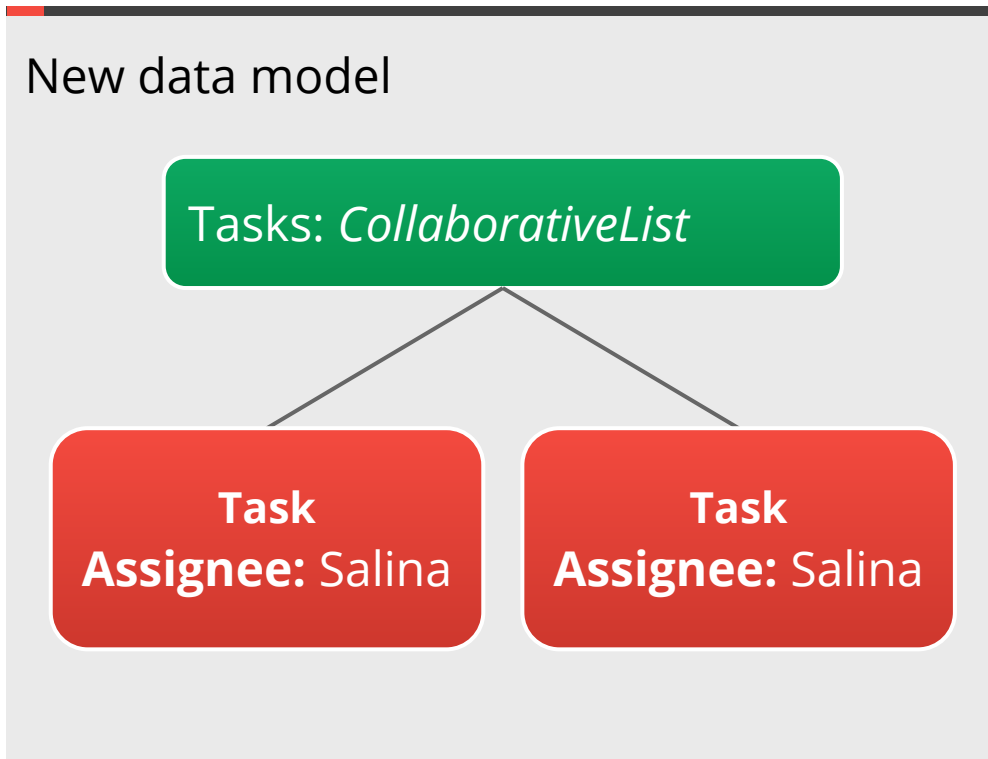 New data model
Tasks: CollaborativeList
Task
Assignee: Salina
Task
Assignee: Salina